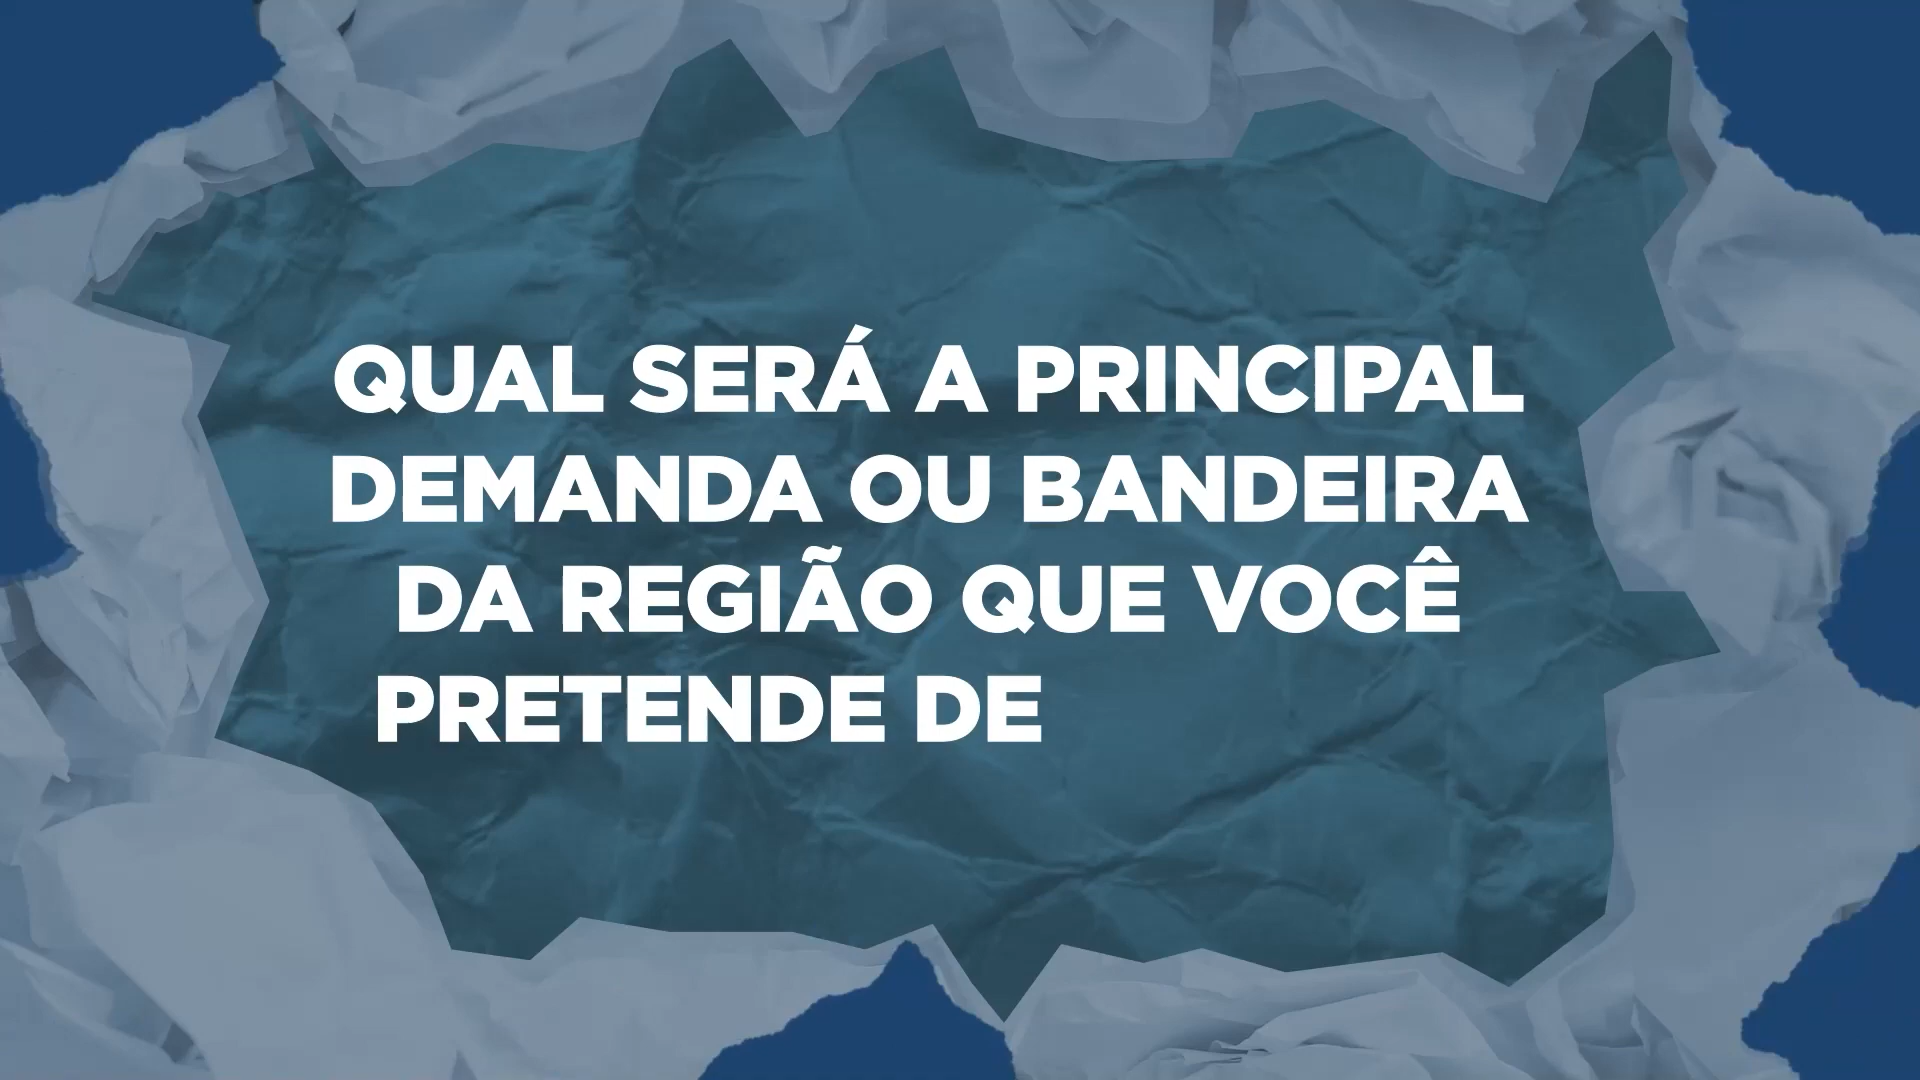 QUAL SERÁ A PRINCIPAL
DEMANDA OU BANDEIRA
DA REGIÃO QUE VOCÊ
PRETENDE DE